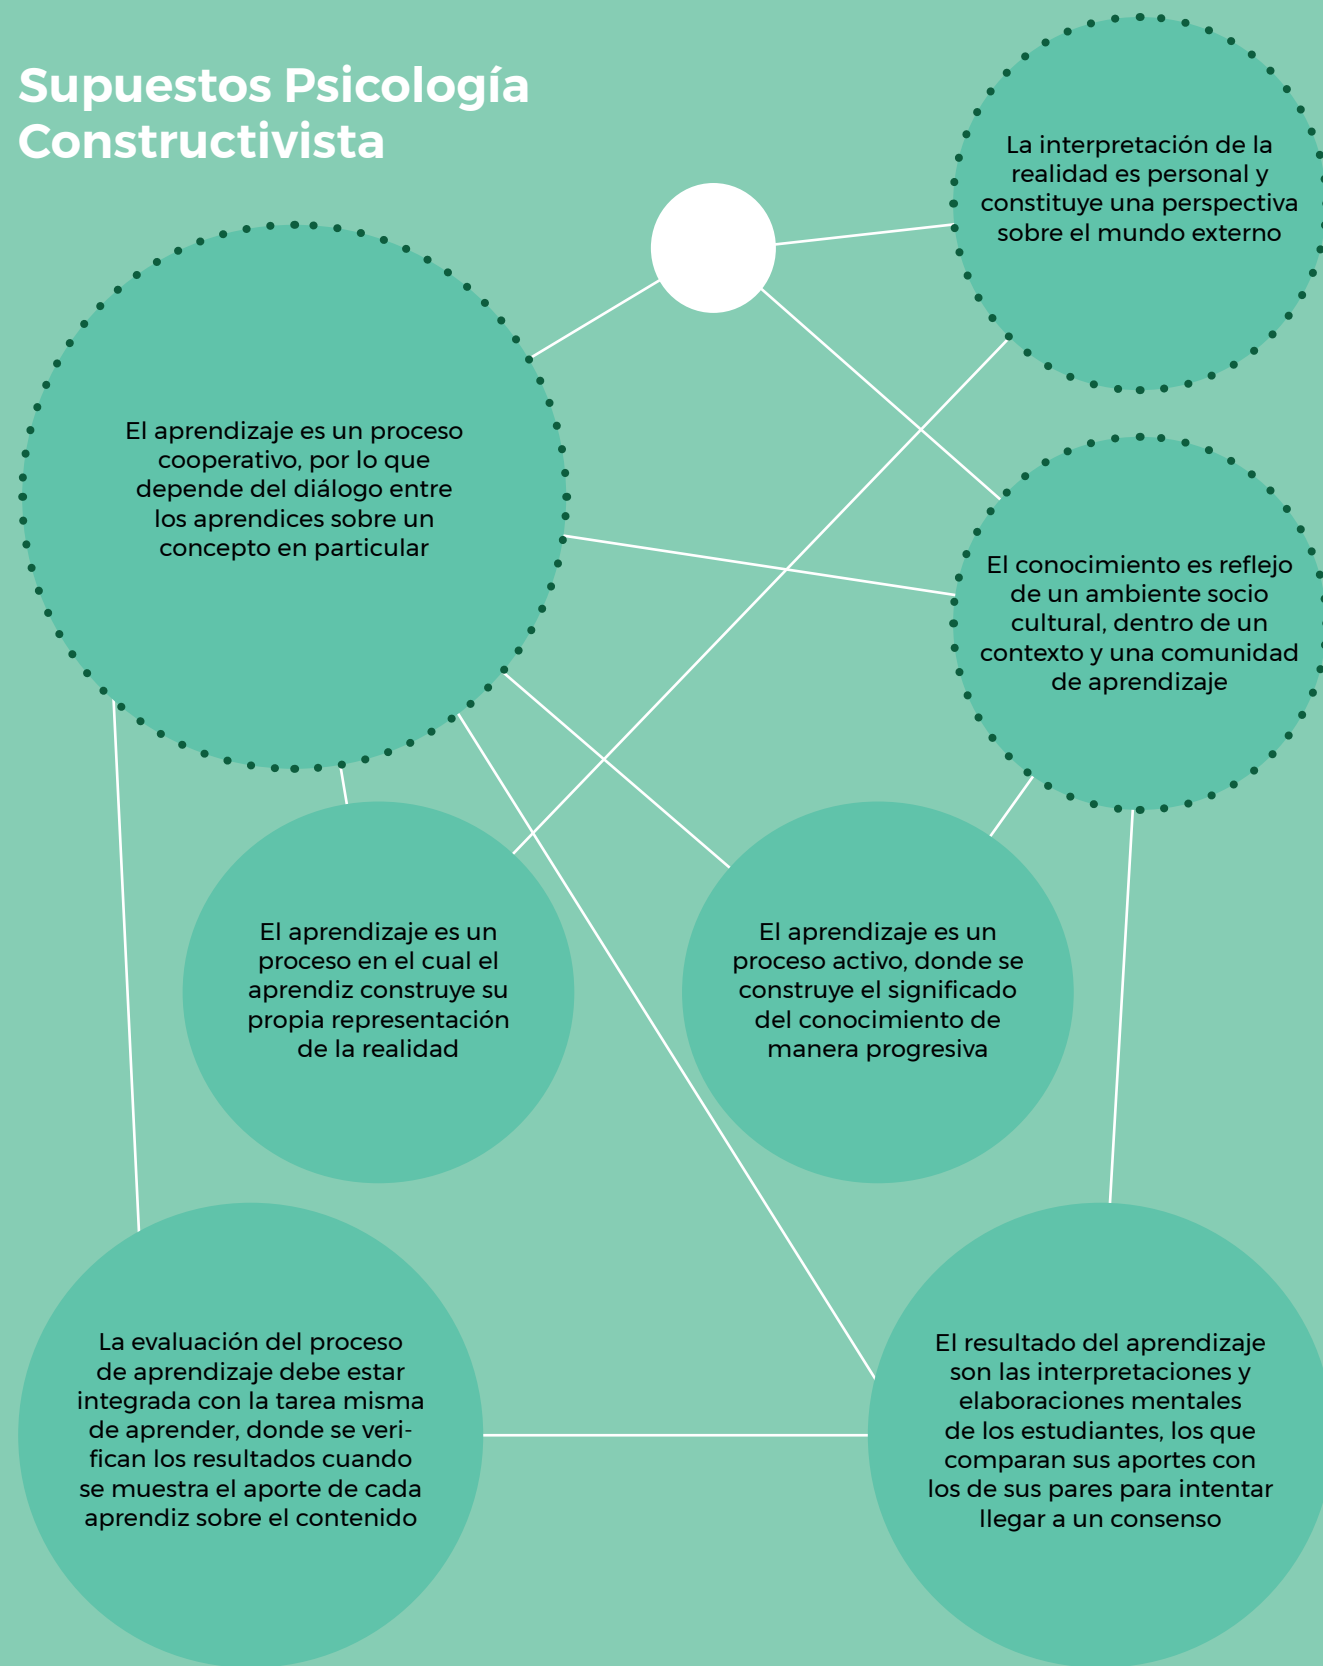 Supuestos Psicología
Constructivista
La interpretación de la
realidad es personal y
constituye una perspectiva
sobre el mundo externo
El aprendizaje es un proceso
cooperativo, por lo que
depende del diálogo entre
los aprendices sobre un
concepto en particular
El conocimiento es reflejo
de un ambiente socio
cultural, dentro de un
contexto y una comunidad
de aprendizaje
El aprendizaje es un
proceso en el cual el
aprendiz construye su
propia representación
de la realidad
El aprendizaje es un
proceso activo, donde se
construye el significado
del conocimiento de
manera progresiva
La evaluación del proceso
de aprendizaje debe estar
integrada con la tarea misma
de aprender, donde se veri-
fican los resultados cuando
se muestra el aporte de cada
aprendiz sobre el contenido
El resultado del aprendizaje
son las interpretaciones y
elaboraciones mentales
de los estudiantes, los que
comparan sus aportes con
los de sus pares para intentar
llegar a un consenso